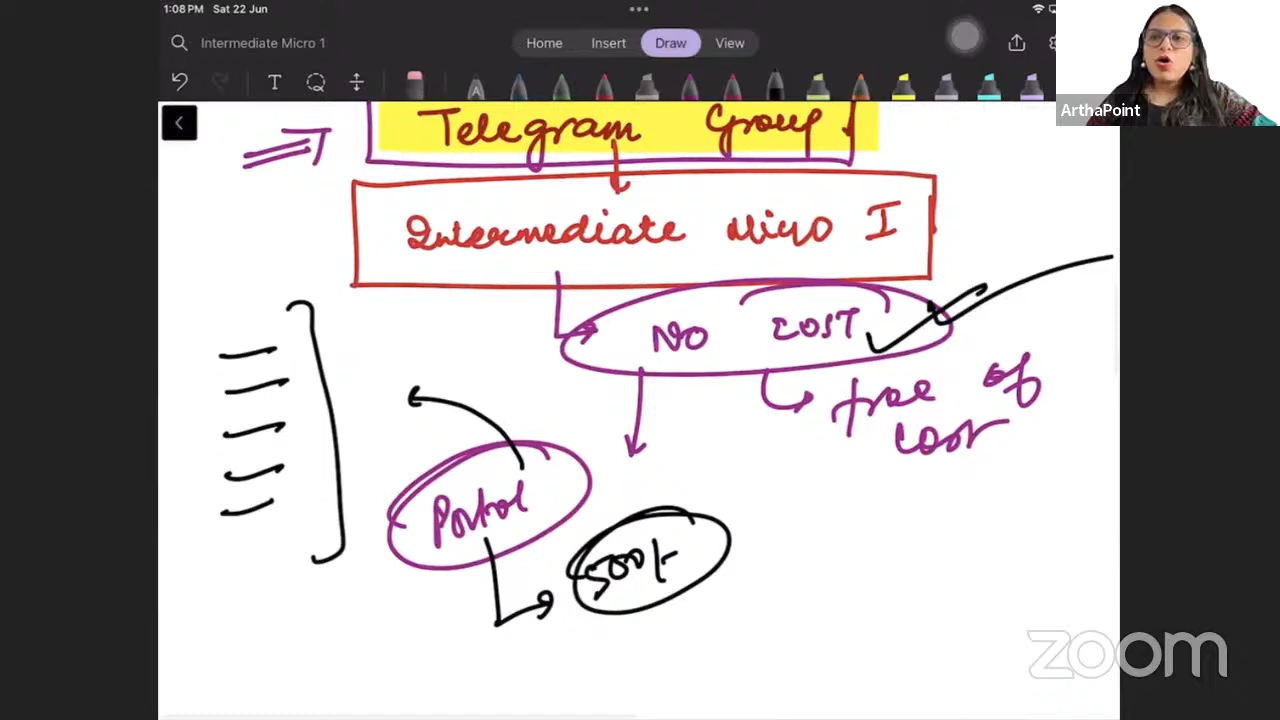 1:08 PM Sat 22 Jun
Intermediate Micro 1
Home Insert Draw View
T
A
ArthaPoint
Telegram Group
Intermediate Micro I
NO COST
free of
cost
Portal
500/-
zoom